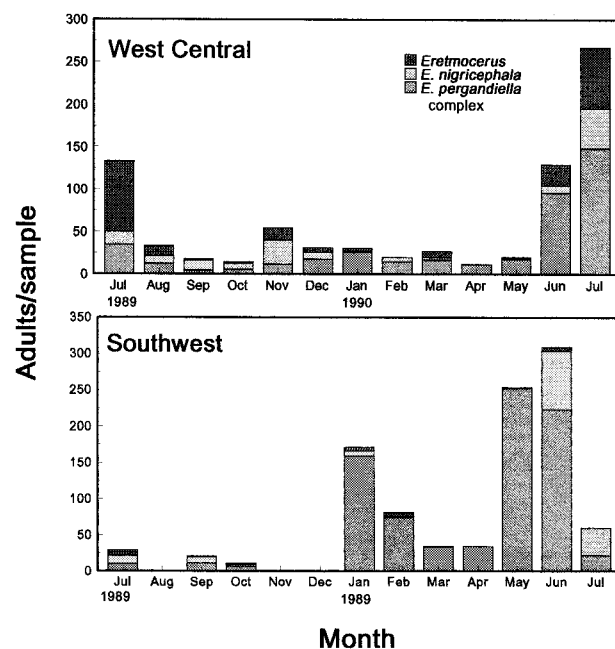 300
250
200
150
100
50
0
West Central
Eretmocerus
E. nigricephala
E. pergandiella
complex
Jul Aug Sep Oct Nov Dec Jan Feb Mar Apr May Jun Jul
1989 1990
Adults/sample
350
300
250
200
150
100
50
0
Southwest
Jul Aug Sep Oct Nov Dec Jan Feb Mar Apr May Jun Jul
1989 1989
Month